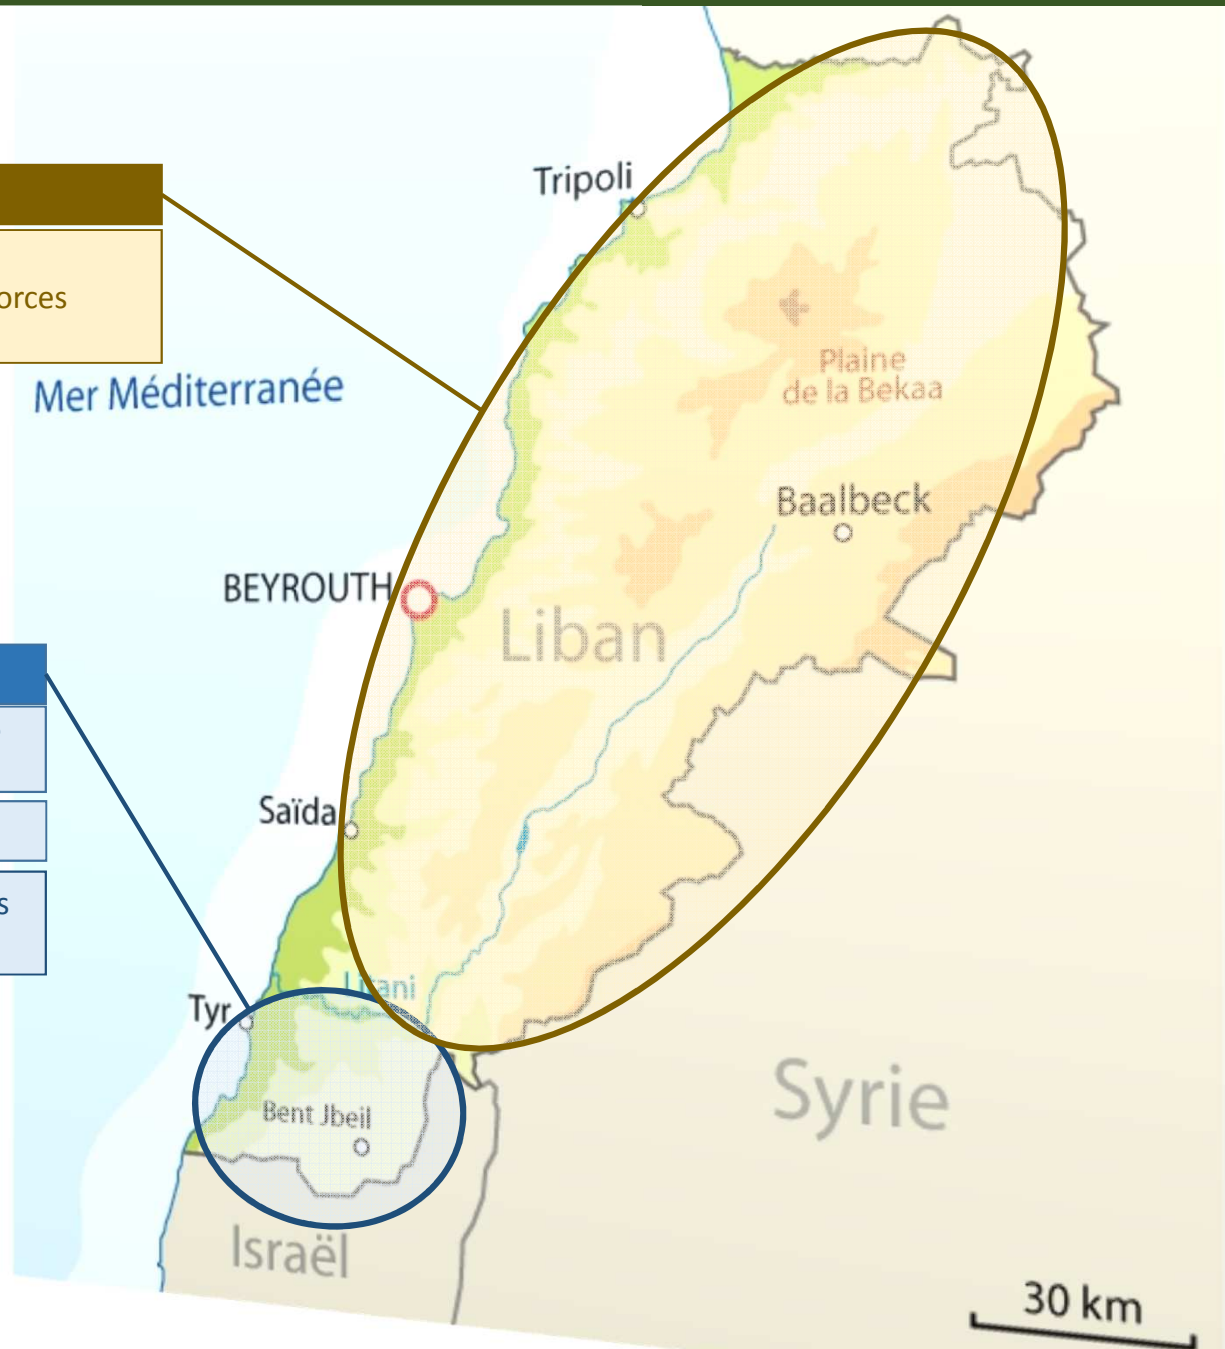 Tripoli
orces
Mer Méditerranée
Plaine
de la Bekaa
Baalbeck
BEYROUTH
Liban
Saïda
s
Litani
Tyr
Bent Jbeil
Syrie
Israël
30 km